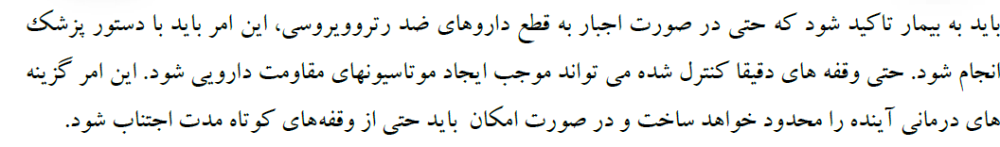 باید به بیمار تاکید شود که حتی در صورت اجبار به قطع داروهای ضد رتروویروسی، این امر باید با دستور پزشک
انجام شود. حتی وقفه های دقیقا کنترل شده می تواند موجب ایجاد موتاسیونهای مقاومت دارویی شود. این امر گزینه
های درمانی آینده را محدود خواهد ساخت و در صورت امکان باید حتی از وقفه‌های کوتاه مدت اجتناب شود.